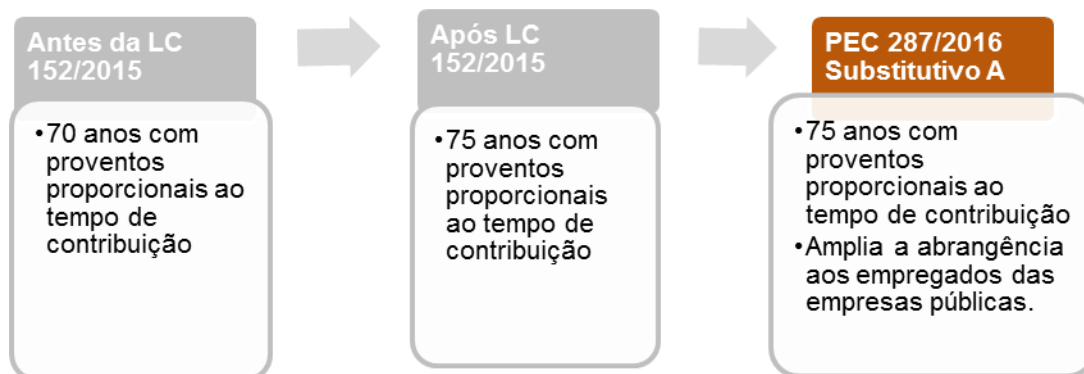 Antes da LC
152/2015
•70 anos com
proventos
proporcionais ao
tempo de
contribuição
Após LC
152/2015
•75 anos com
proventos
proporcionais
ao tempo de
contribuição
PEC 287/2016
Substitutivo A
•75 anos com
proventos
proporcionais ao
tempo de contribuição
•Amplia a abrangência
aos empregados das
empresas públicas.